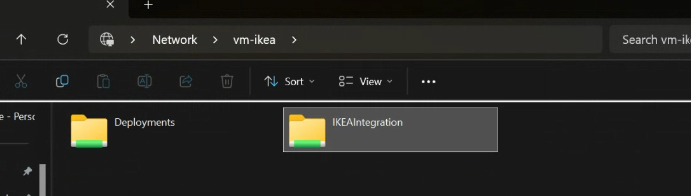 Network > vm-ikea >
Search vm-ike
Sort
View
e - Perso
Deployments
IKEAIntegration